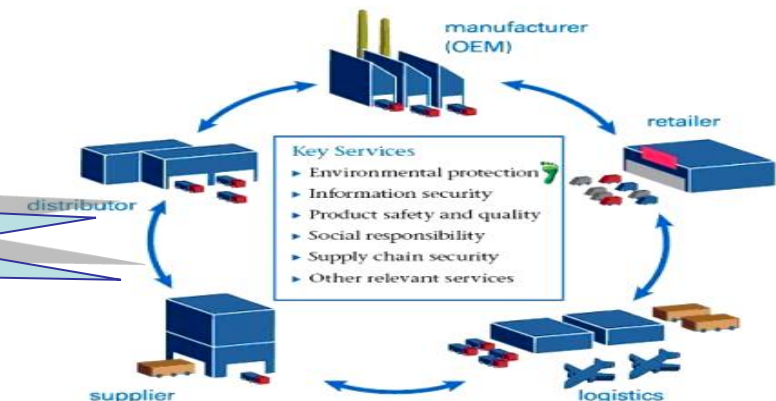 manufacturer
(OEM)
retailer
Key Services
▸ Environmental protection
▸ Information security
▸ Product safety and quality
▸ Social responsibility
▸ Supply chain security
▸ Other relevant services
distributor
supplier
logistics